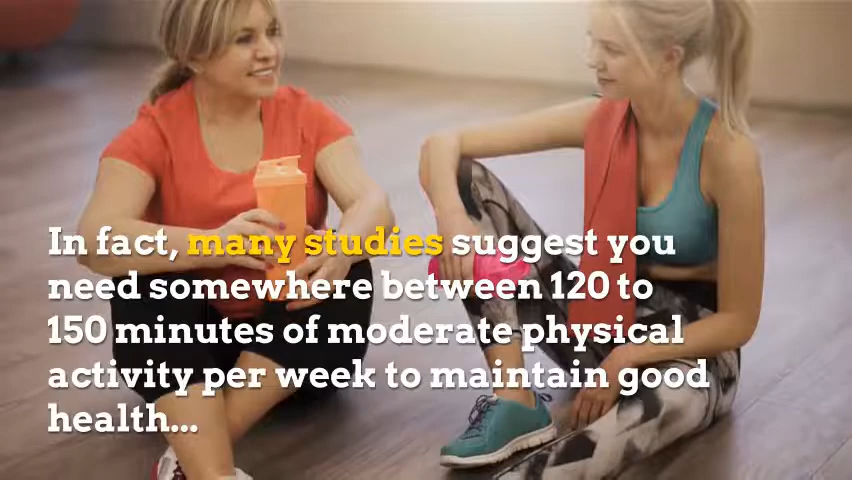 In fact, many studies suggest you
need somewhere between 120 to
150 minutes of moderate physical
activity per week to maintain good
health...